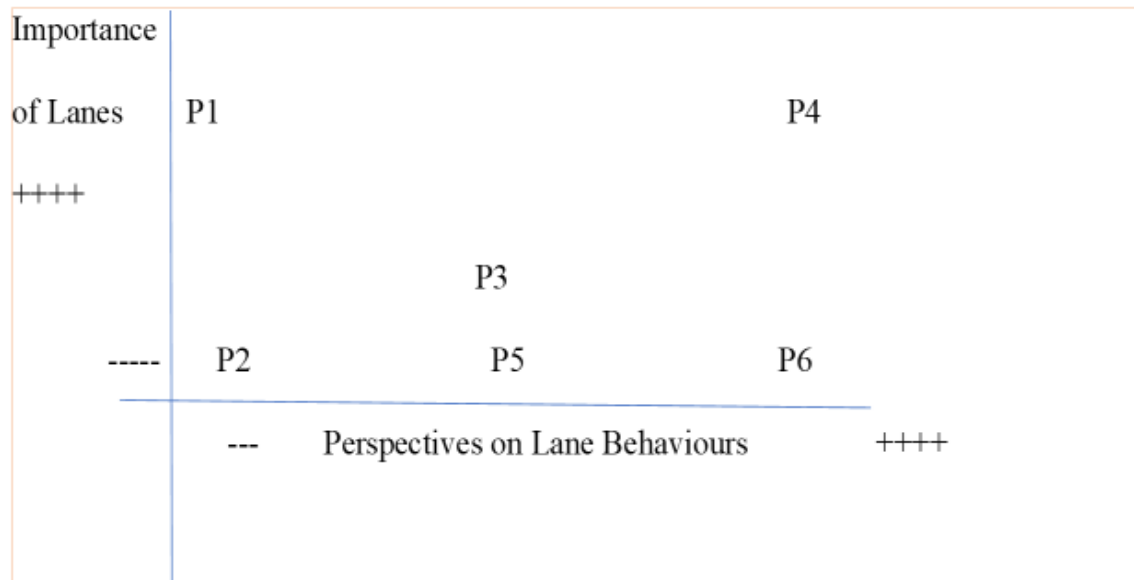 Importance
of Lanes P1 P4
++++
P3
----- P2 P5 P6
--- Perspectives on Lane Behaviours ++++